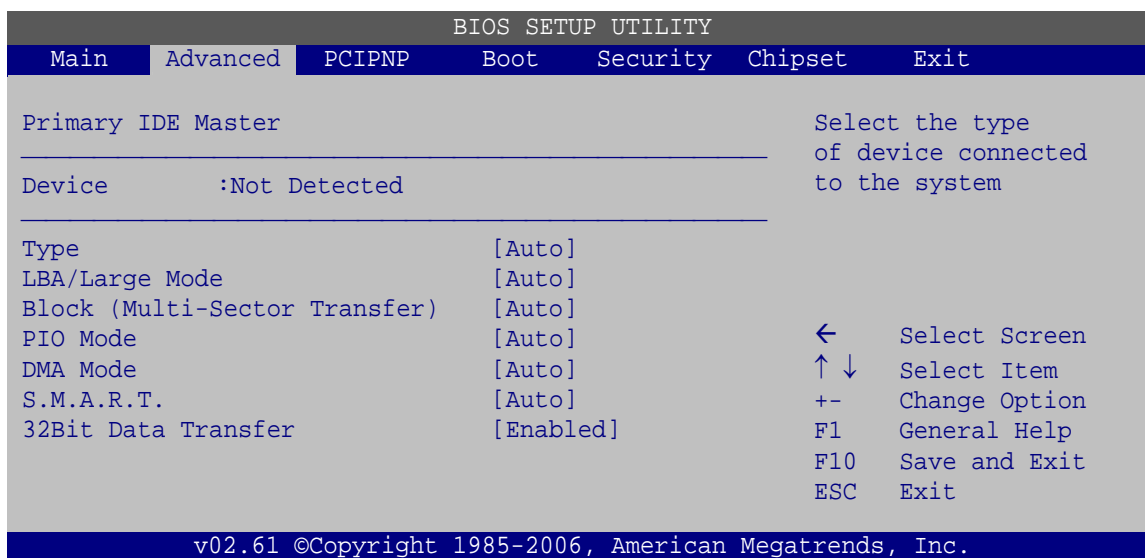 BIOS SETUP UTILITY
Main Advanced PCIPNP Boot Security Chipset Exit
Primary IDE Master
Device :Not Detected
Type [Auto]
LBA/Large Mode [Auto]
Block (Multi-Sector Transfer) [Auto]
PIO Mode [Auto]
DMA Mode [Auto]
S.M.A.R.T. [Auto]
32Bit Data Transfer [Enabled]
Select the type
of device connected
to the system
← Select Screen
↑ ↓ Select Item
+- Change Option
F1 General Help
F10 Save and Exit
ESC Exit
v02.61 ©Copyright 1985-2006, American Megatrends, Inc.